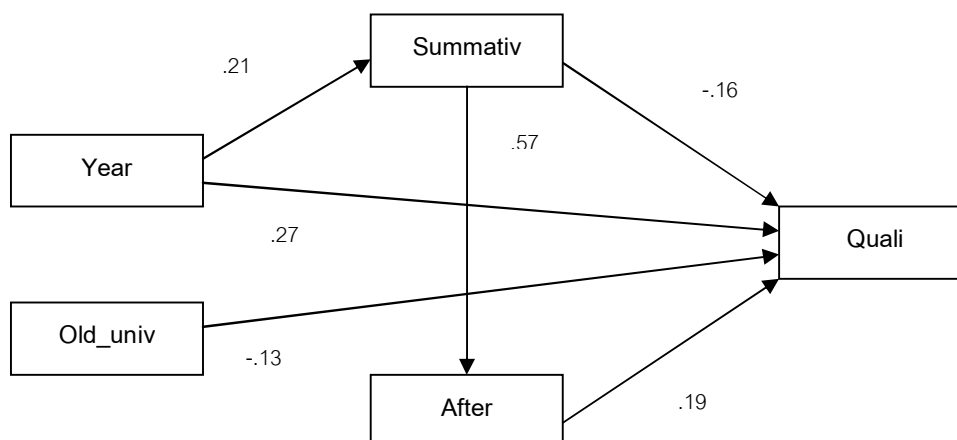 Summativ
.21
-.16
.57
Year
Quali
.27
Old_univ
-.13
After
.19